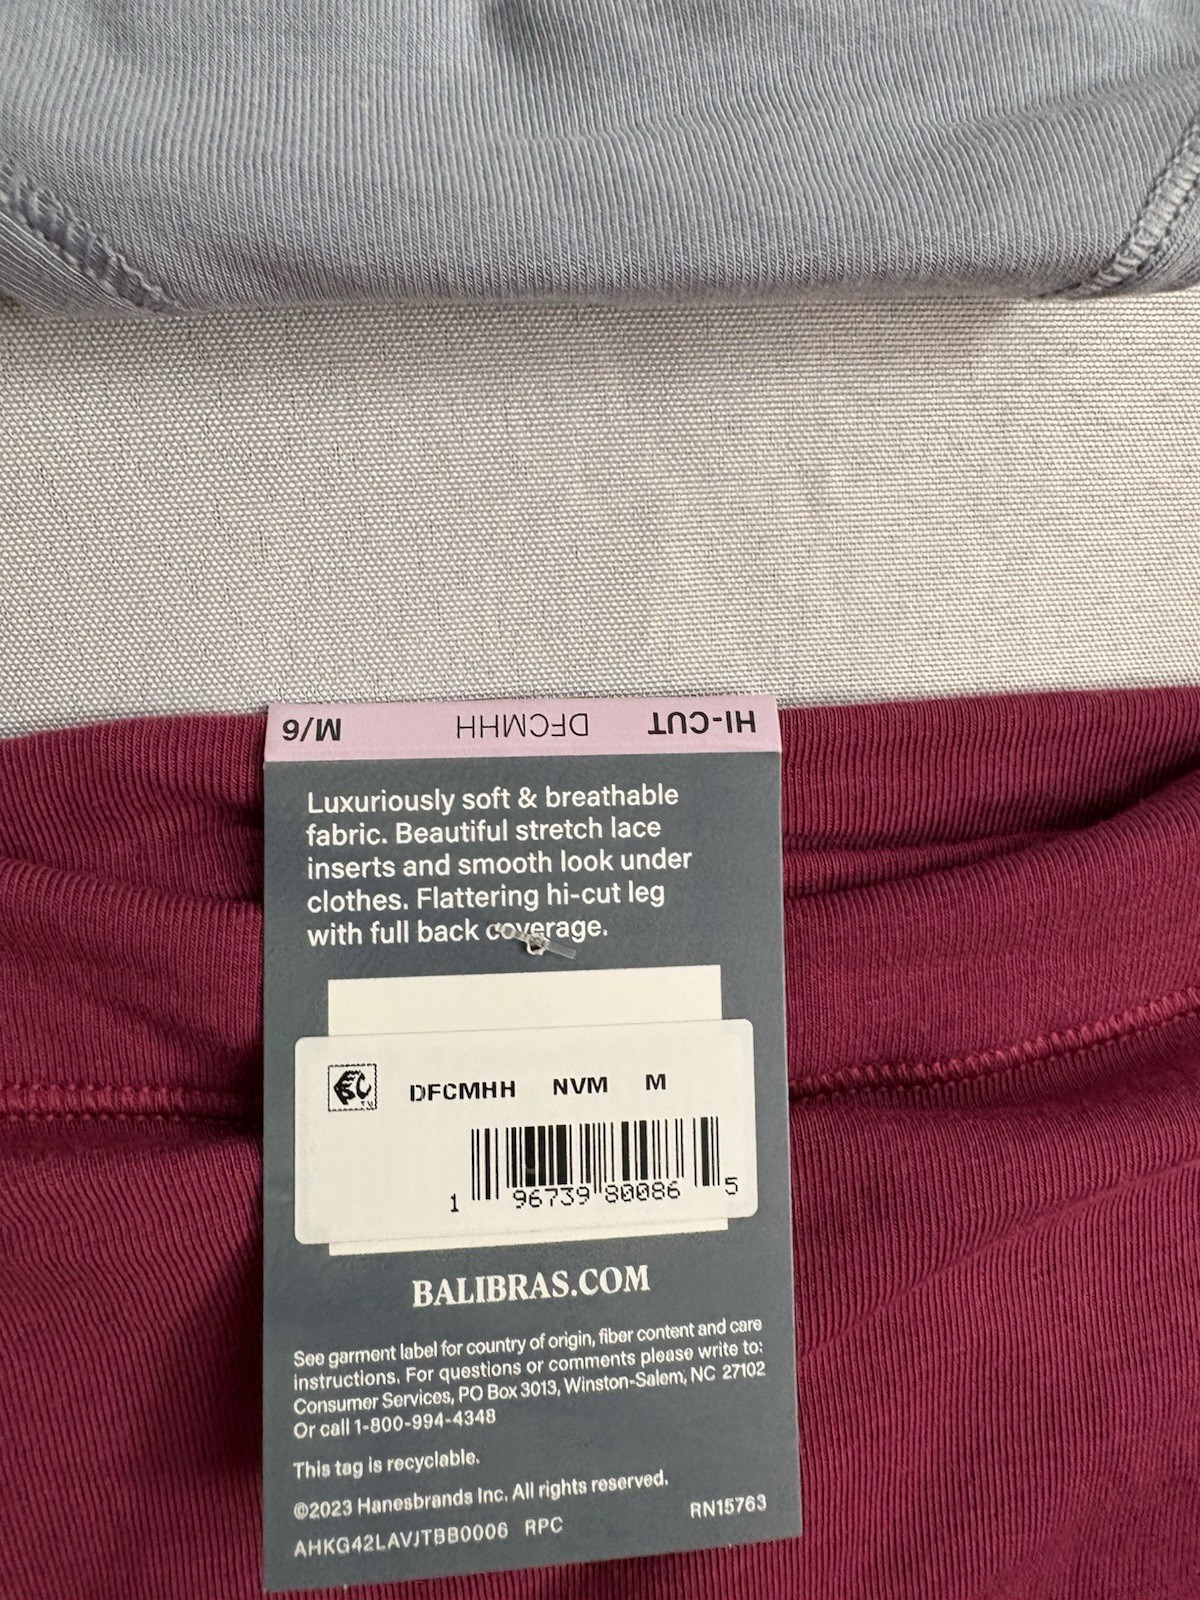 HI-CUT DFCMHH M/6
Luxuriously soft & breathable
fabric. Beautiful stretch lace
inserts and smooth look under
clothes. Flattering hi-cut leg
with full back coverage.
DFCMHH NVM M
1 96739 80086 5
BALIBRAS.COM
See garment label for country of origin, fiber content and care
instructions. For questions or comments please write to:
Consumer Services, PO Box 3013, Winston-Salem, NC 27102
Or call 1-800-994-4348
This tag is recyclable.
©2023 Hanesbrands Inc. All rights reserved.
AHKG42LAVJTBB0006 RPC RN15763